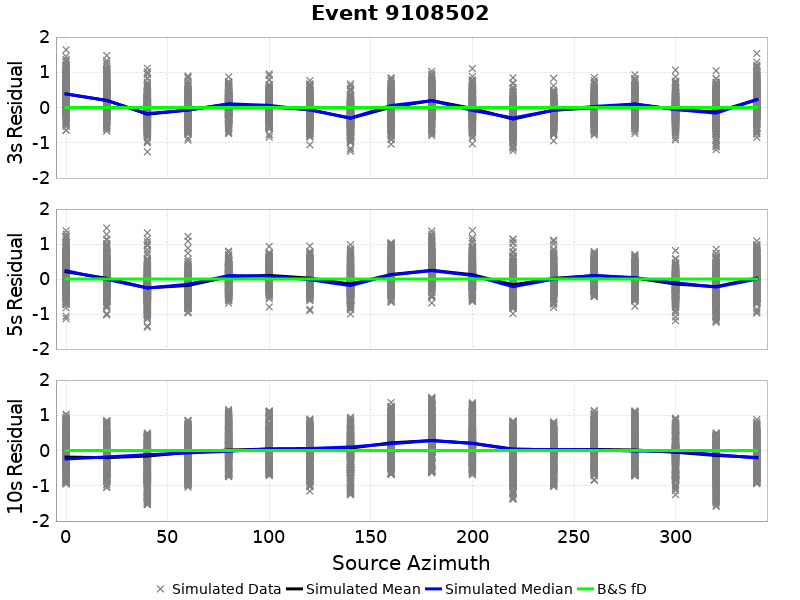 Event 9108502
3s Residual
2
1
0
-1
-2
5s Residual
2
1
0
-1
-2
10s Residual
2
1
0
-1
-2
0 50 100 150 200 250 300
Source Azimuth
Simulated Data Simulated Mean Simulated Median B&S fD